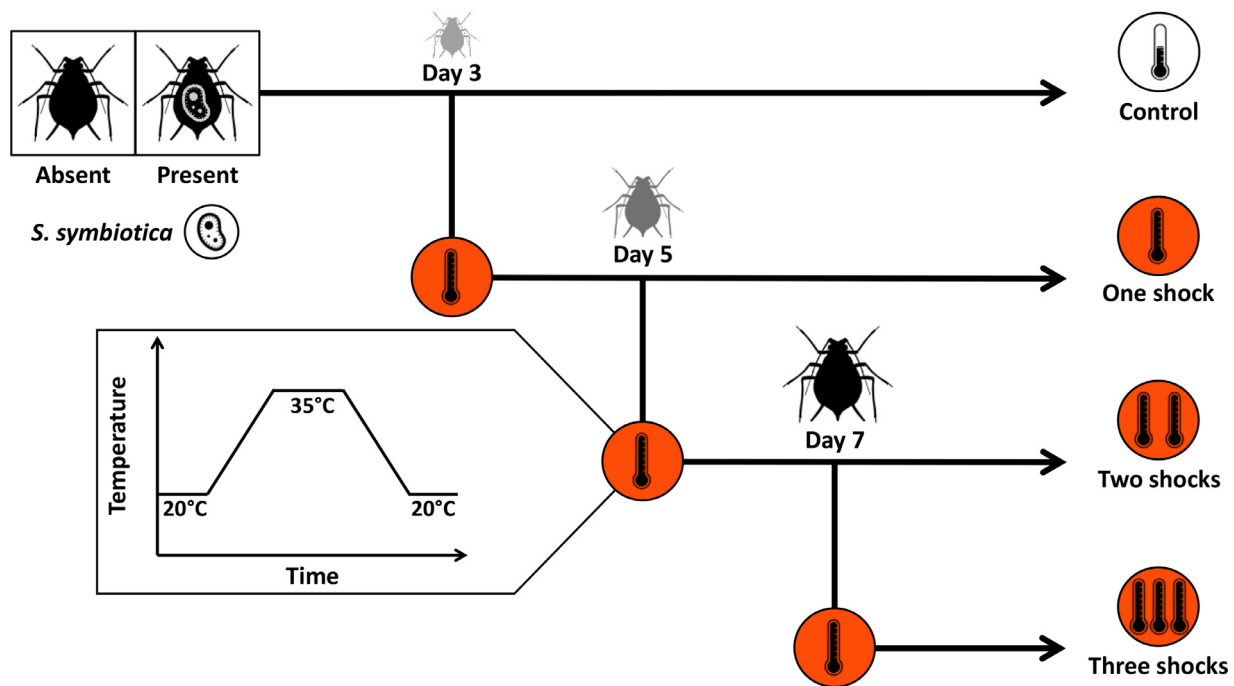 Day 3
Control
Absent
Present
S. symbiotica
Day 5
One shock
Temperature
35°C
20°C
20°C
Time
Day 7
Two shocks
Three shocks